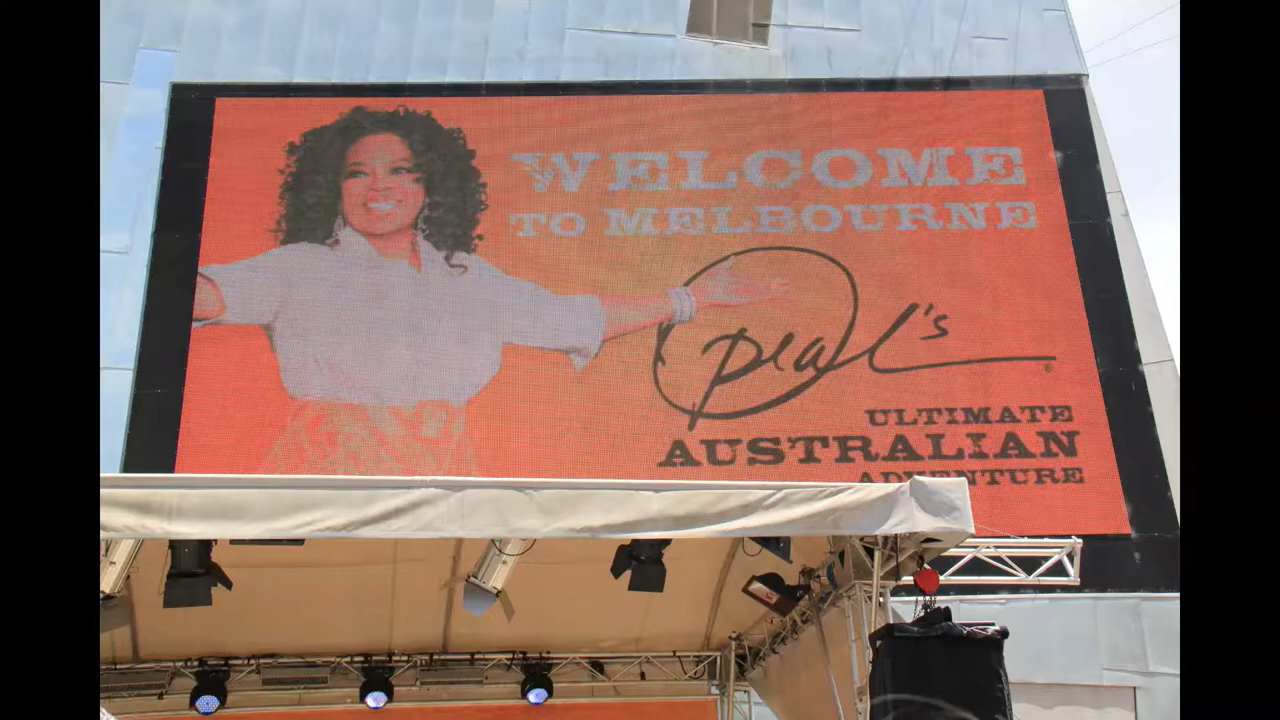 WELCOME
TO MELBOURNE
Oprah's
ULTIMATE
AUSTRALIAN
ADVENTURE